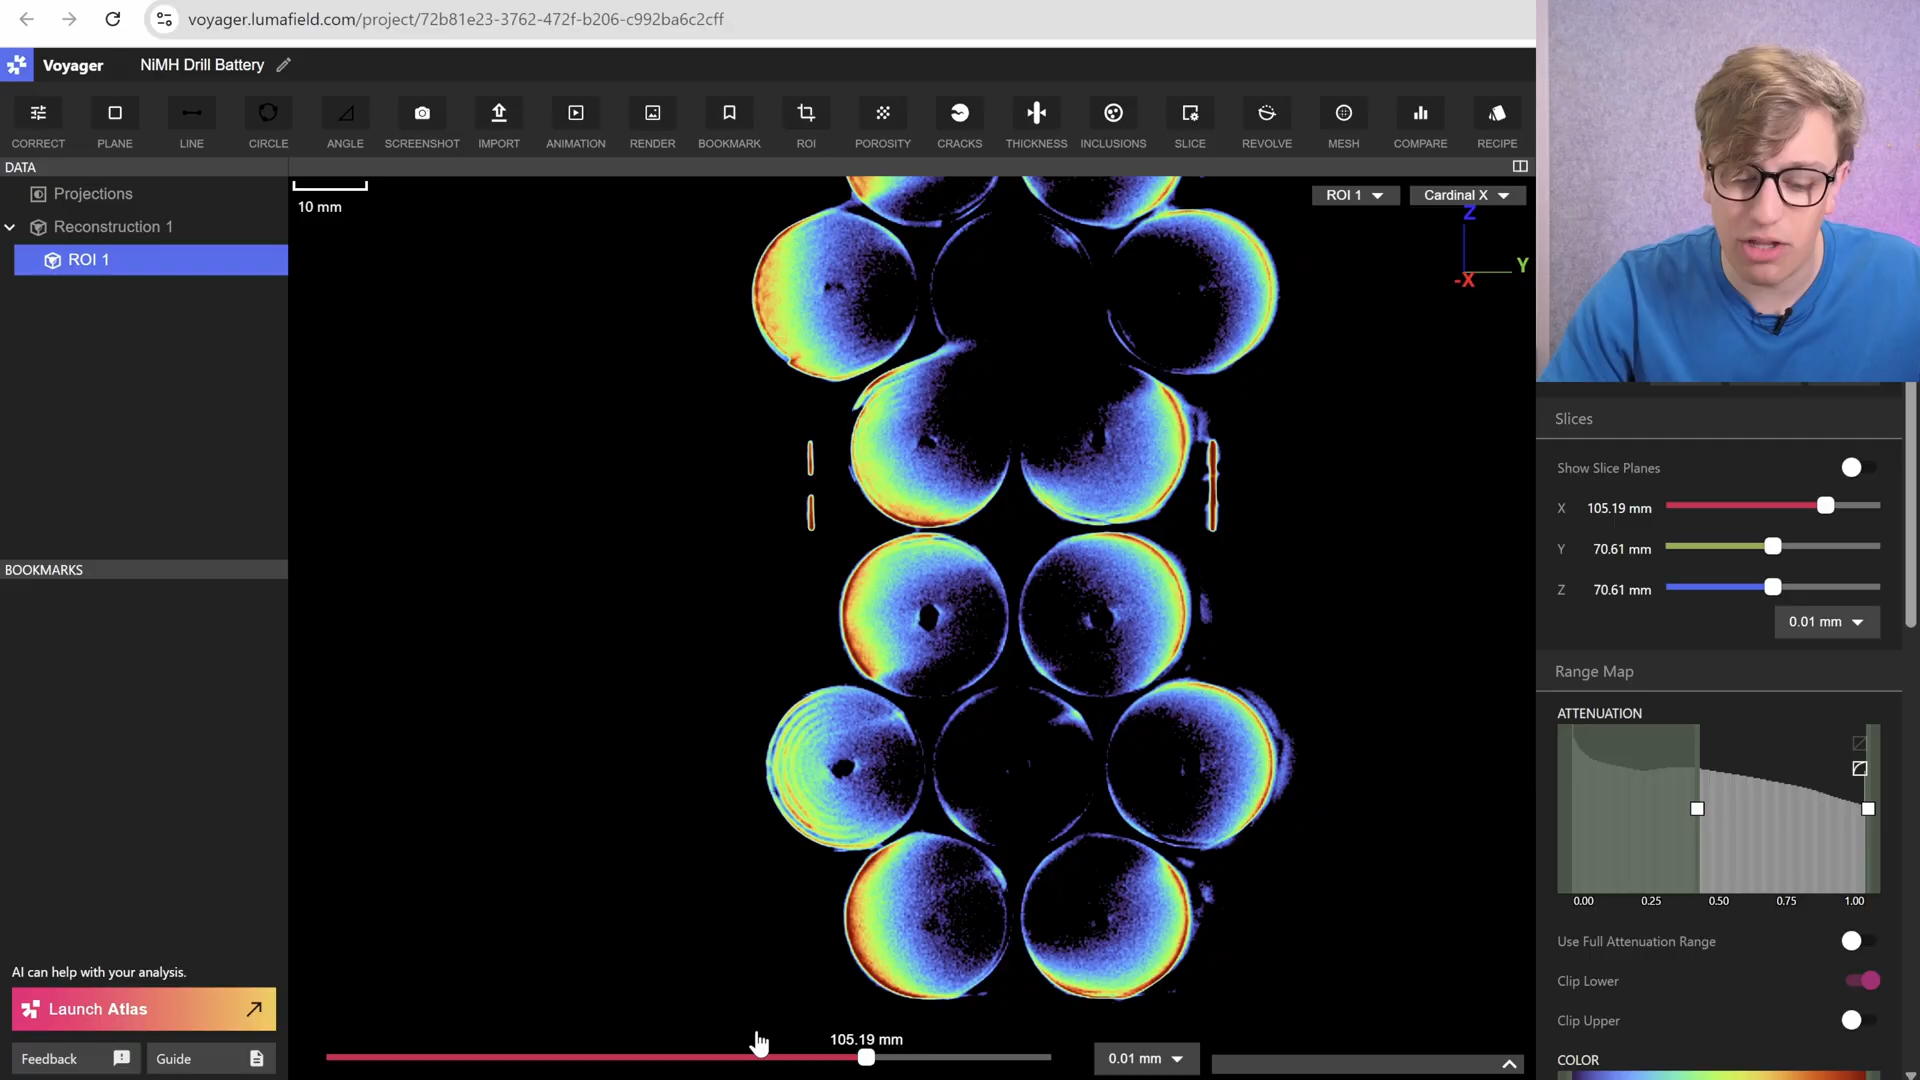 voyager.lumafield.com/project/72b81e23-3762-472f-b206-c992ba6c2cff
Voyager
NiMH Drill Battery
CORRECT
PLANE
LINE
CIRCLE
ANGLE
SCREENSHOT
IMPORT
ANIMATION
RENDER
BOOKMARK
ROI
POROSITY
CRACKS
THICKNESS
INCLUSIONS
SLICE
REVOLVE
MESH
COMPARE
RECIPE
DATA
Projections
Reconstruction 1
ROI 1
BOOKMARKS
AI can help with your analysis.
Launch Atlas
Feedback
Guide
10 mm
ROI 1
Cardinal X
Z
Y
-X
105.19 mm
0.01 mm
Slices
Show Slice Planes
X 105.19 mm
Y 70.61 mm
Z 70.61 mm
0.01 mm
Range Map
ATTENUATION
0.00 0.25 0.50 0.75 1.00
Use Full Attenuation Range
Clip Lower
Clip Upper
COLOR